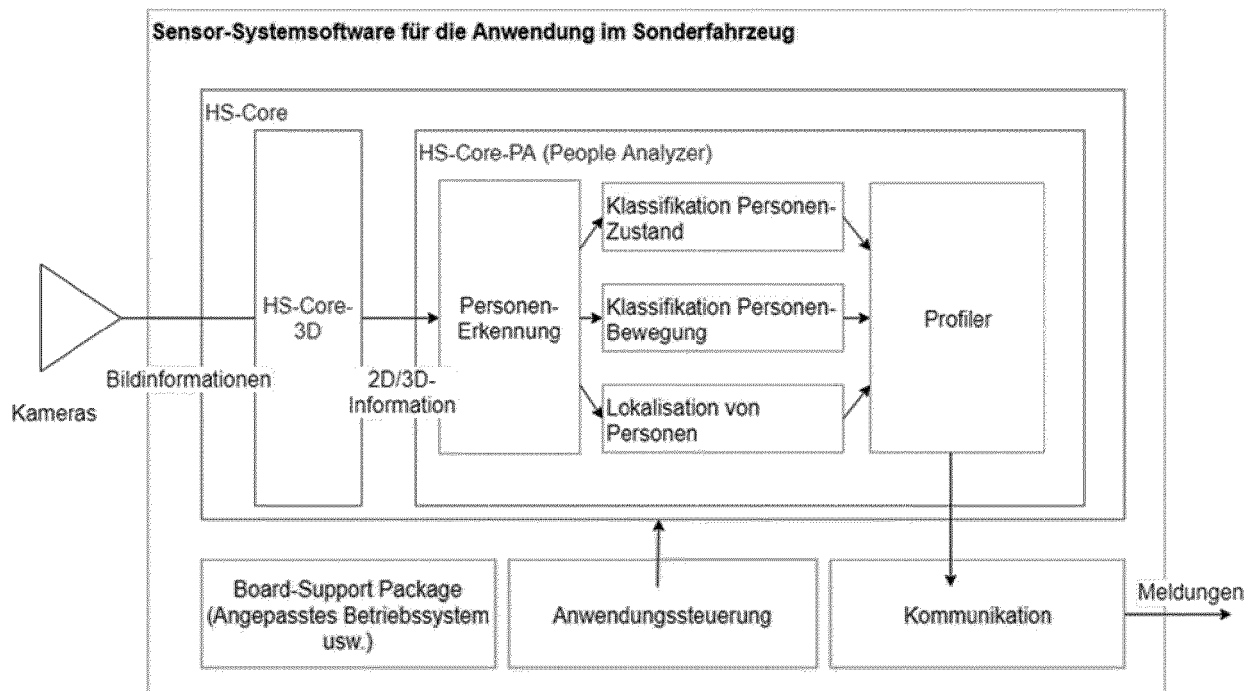 Sensor-Systemsoftware für die Anwendung im Sonderfahrzeug
HS-Core
HS-Core-PA (People Analyzer)
Klassifikation Personen-
Zustand
HS-Core-
3D
Personen-
Erkennung
Klassifikation Personen-
Bewegung
Profiler
Bildinformationen
2D/3D-
Information
Kameras
Lokalisation von
Personen
Board-Support Package
(Angepasstes Betriebssystem
usw.)
Anwendungssteuerung
Kommunikation
Meldungen